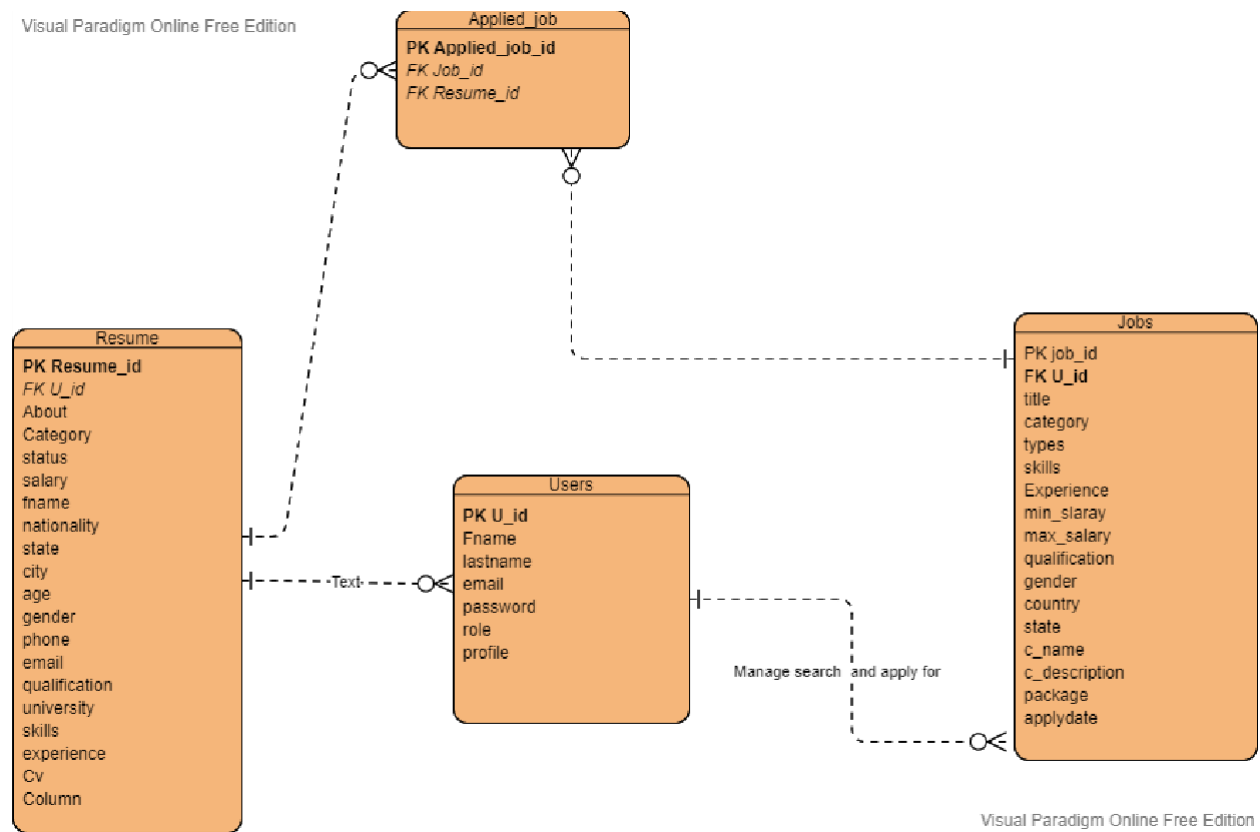 Visual Paradigm Online Free Edition
Applied_job
PK Applied_job_id
FK Job_id
FK Resume_id
Resume
PK Resume_id
FK U_id
About
Category
status
salary
fname
nationality
state
city
age
gender
phone
email
qualification
university
skills
experience
Cv
Column
Text
Users
PK U_id
Fname
lastname
email
password
role
profile
Manage search and apply for
Jobs
PK job_id
FK U_id
title
category
types
skills
Experience
min_slaray
max_salary
qualification
gender
country
state
c_name
c_description
package
applydate
Visual Paradigm Online Free Edition